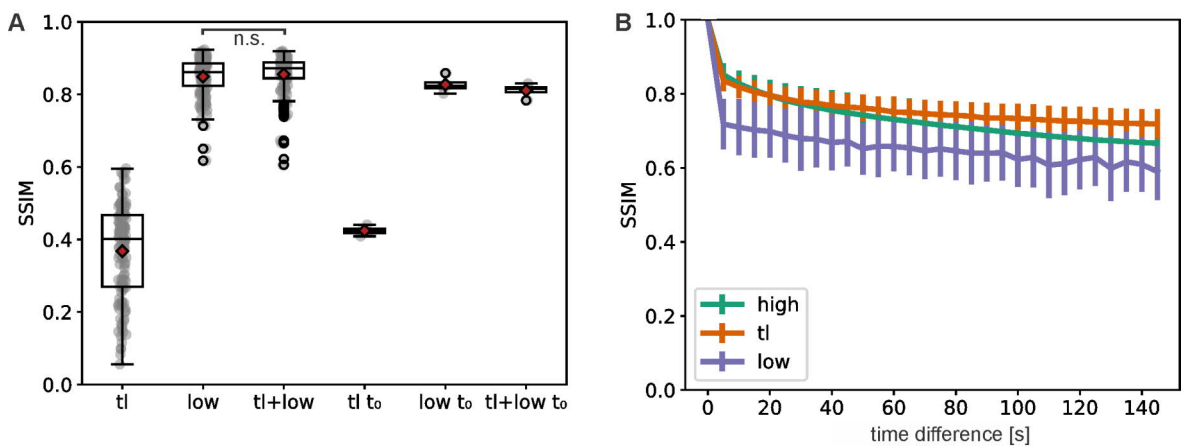 A
n.s.
SSIM
1.0
0.8
0.6
0.4
0.2
0.0
tl
low
tl+low
tl t₀
low t₀
tl+low t₀
B
SSIM
1.0
0.8
0.6
0.4
0.2
0.0
high
tl
low
0
20
40
60
80
100
120
140
time difference [s]